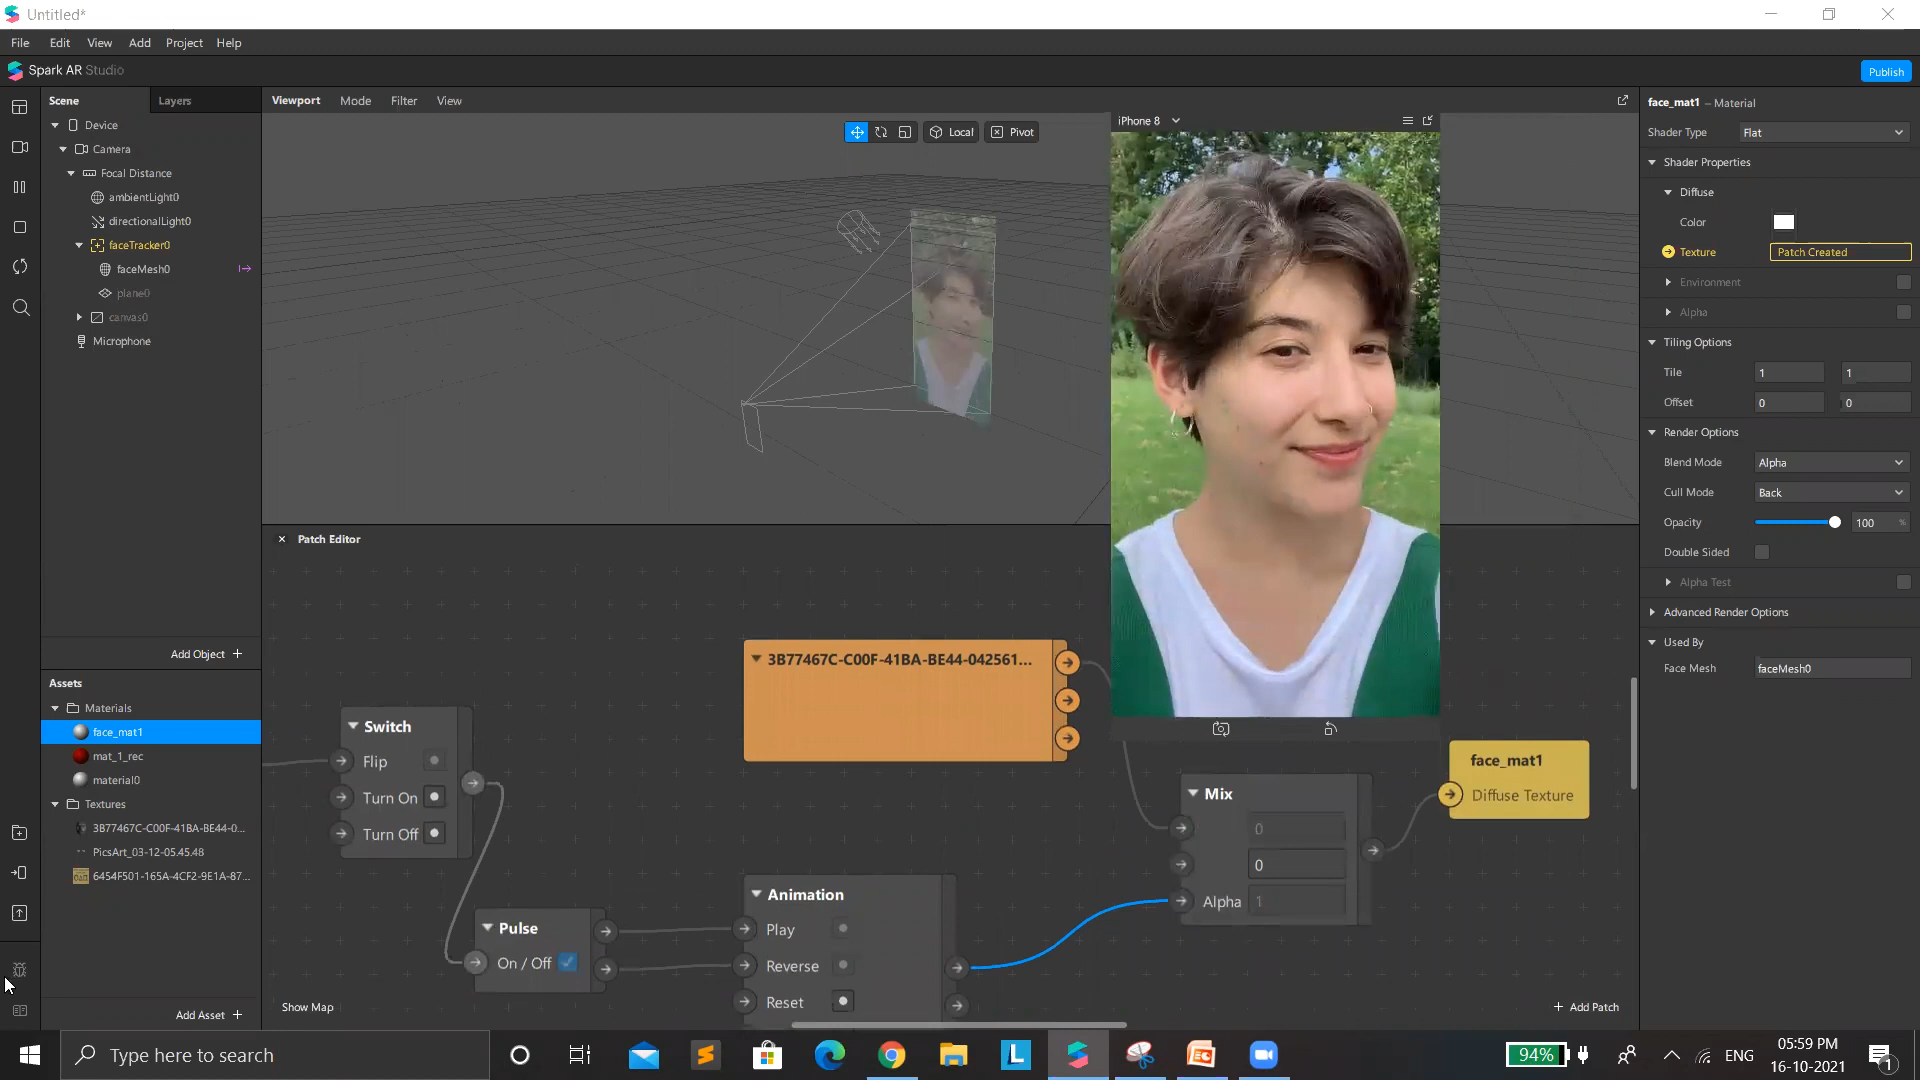 Untitled*
File Edit View Add Project Help
Spark AR Studio
Publish
Scene Layers
Device
Camera
Focal Distance
ambientLight0
directionalLight0
faceTracker0
faceMesh0
plane0
canvas0
Microphone
Add Object +
Assets
Materials
face_mat1
mat_1_rec
material0
Textures
3B77467C-C00F-41BA-BE44-0...
PicsArt_03-12-05.45.48
6454F501-165A-4CF2-9E1A-87...
Add Asset +
Viewport Mode Filter View
Local Pivot
iPhone 8
Patch Editor
3B77467C-C00F-41BA-BE44-042561...
Switch
Flip
Turn On
Turn Off
Pulse
On / Off
Animation
Play
Reverse
Reset
Mix
0
0
Alpha 1
face_mat1
Diffuse Texture
Show Map
+ Add Patch
face_mat1 – Material
Shader Type Flat
Shader Properties
Diffuse
Color
Texture Patch Created
Environment
Alpha
Tiling Options
Tile 1 1
Offset 0 0
Render Options
Blend Mode Alpha
Cull Mode Back
Opacity 100 %
Double Sided
Alpha Test
Advanced Render Options
Used By
Face Mesh faceMesh0
Type here to search
L
94%
ENG
05:59 PM
16-10-2021
1